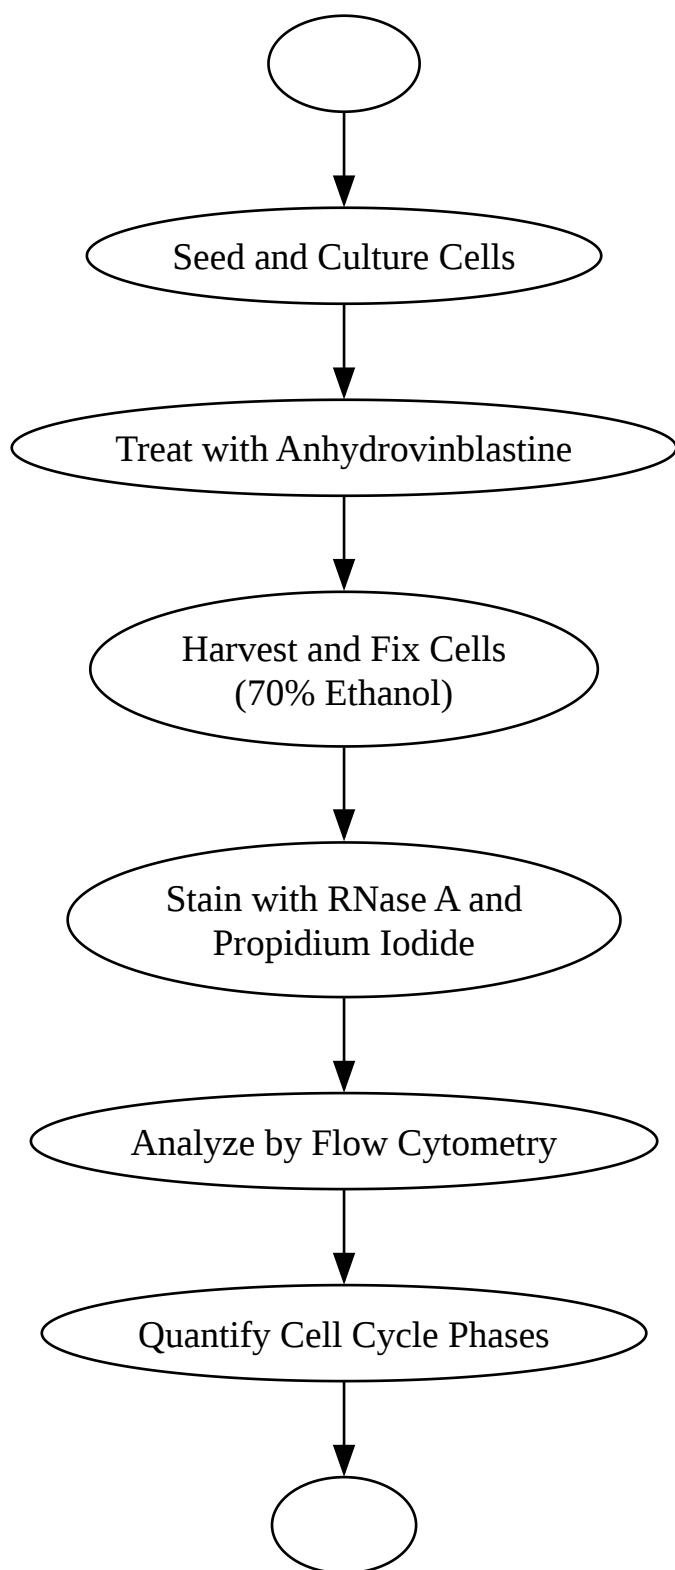 Seed and Culture Cells
Treat with Anhydrovinblastine
Harvest and Fix Cells
(70% Ethanol)
Stain with RNase A and
Propidium Iodide
Analyze by Flow Cytometry
Quantify Cell Cycle Phases